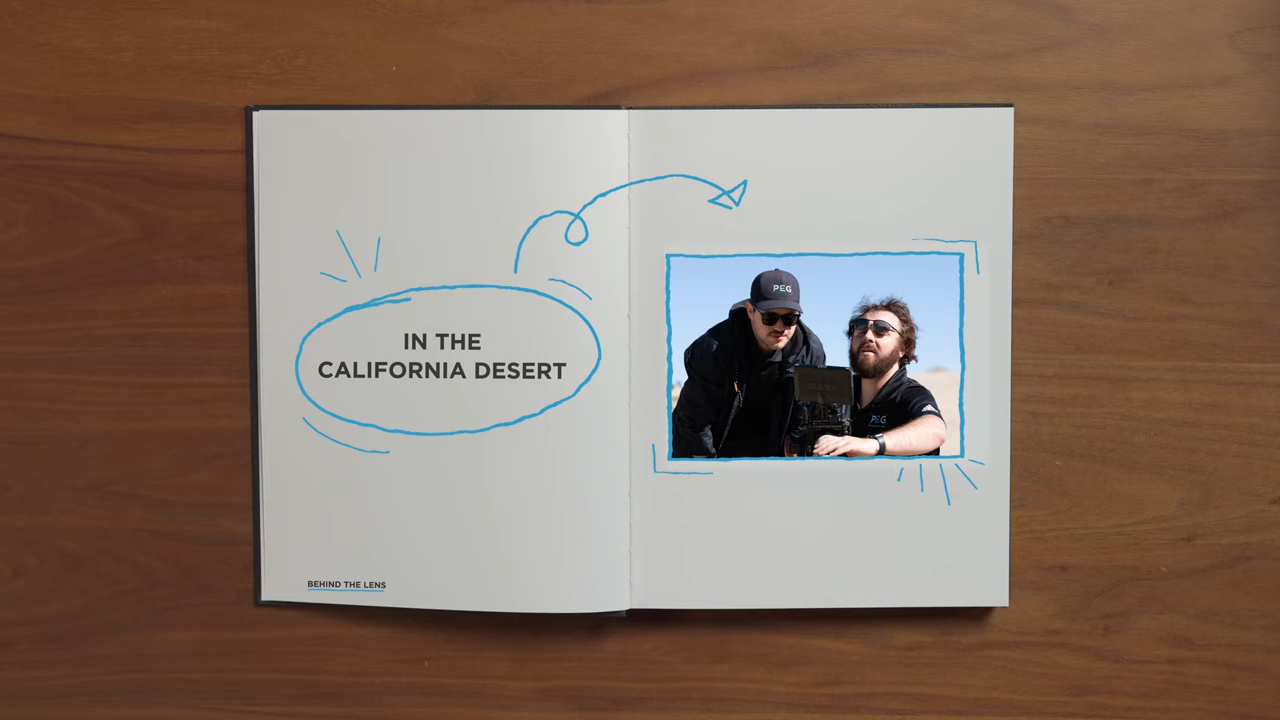 IN THE
CALIFORNIA DESERT
PEG
PEG
BEHIND THE LENS